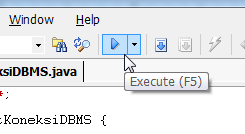 Window Help
ksiDBMS.java
Execute (F5)
*;
tKoneksiDBMS {